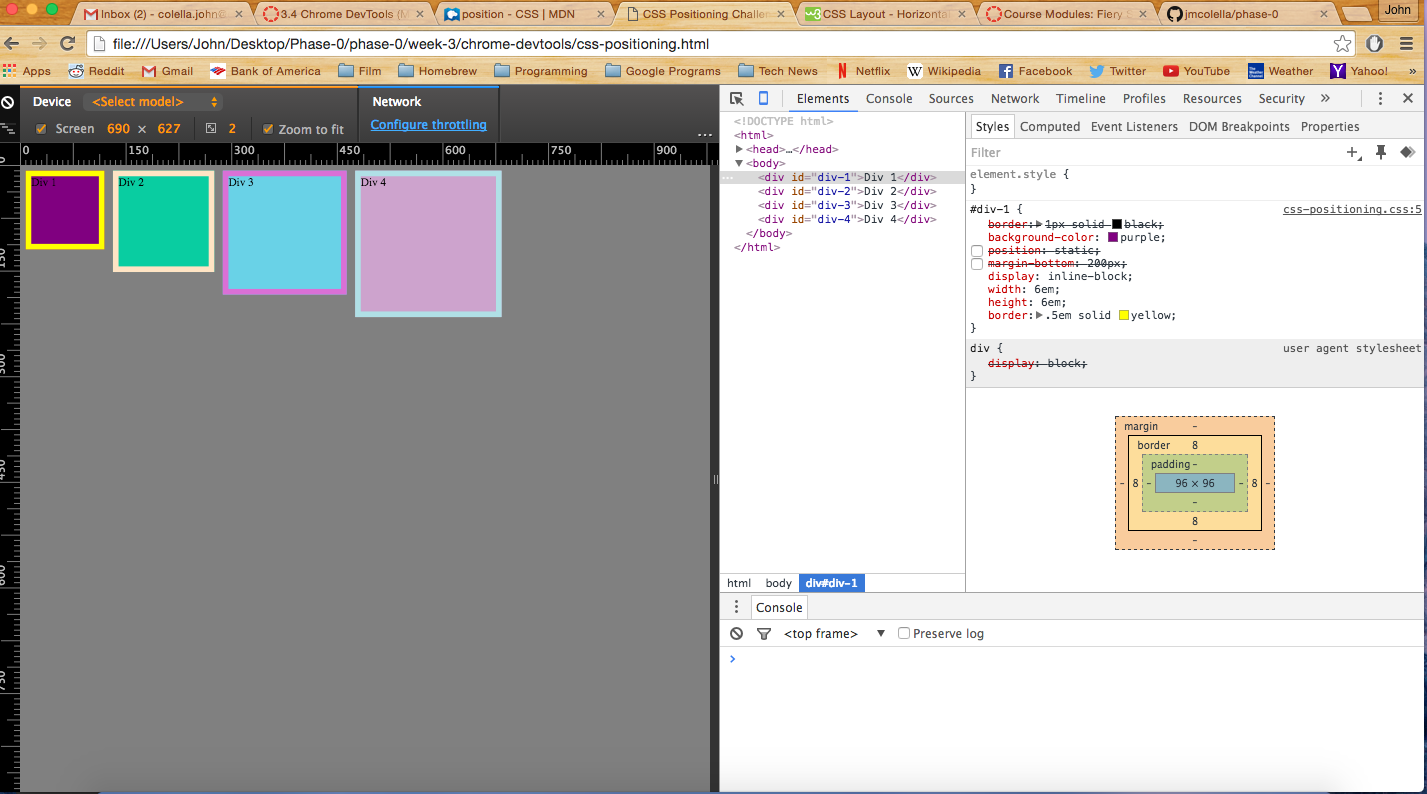 John
Inbox (2) - colella.john@
3.4 Chrome DevTools (M
position - CSS | MDN
CSS Positioning Challen
CSS Layout - Horizonta
Course Modules: Fiery S
jmcolella/phase-0
file:///Users/John/Desktop/Phase-0/phase-0/week-3/chrome-devtools/css-positioning.html
Apps Reddit Gmail Bank of America Film Homebrew Programming Google Programs Tech News Netflix Wikipedia Facebook Twitter YouTube Weather Yahoo! »
Device <Select model> Network
Screen 690 × 627 2 Zoom to fit Configure throttling ...
0 150 300 450 600 750 900
0
150
300
450
600
750
Div 1 Div 2 Div 3 Div 4
Elements Console Sources Network Timeline Profiles Resources Security »
<!DOCTYPE html>
<html>
<head>…</head>
<body>
... <div id="div-1">Div 1</div>
<div id="div-2">Div 2</div>
<div id="div-3">Div 3</div>
<div id="div-4">Div 4</div>
</body>
</html>
html body div#div-1
Styles Computed Event Listeners DOM Breakpoints Properties
Filter
element.style {
}
#div-1 { css-positioning.css:5
border: 1px solid black;
background-color: purple;
position: static;
margin-bottom: 200px;
display: inline-block;
width: 6em;
height: 6em;
border: .5em solid yellow;
}
div { user agent stylesheet
display: block;
}
margin -
border 8
padding -
- 8 - 96 × 96 - 8 -
-
8
-
Console
<top frame> ▼ Preserve log
>